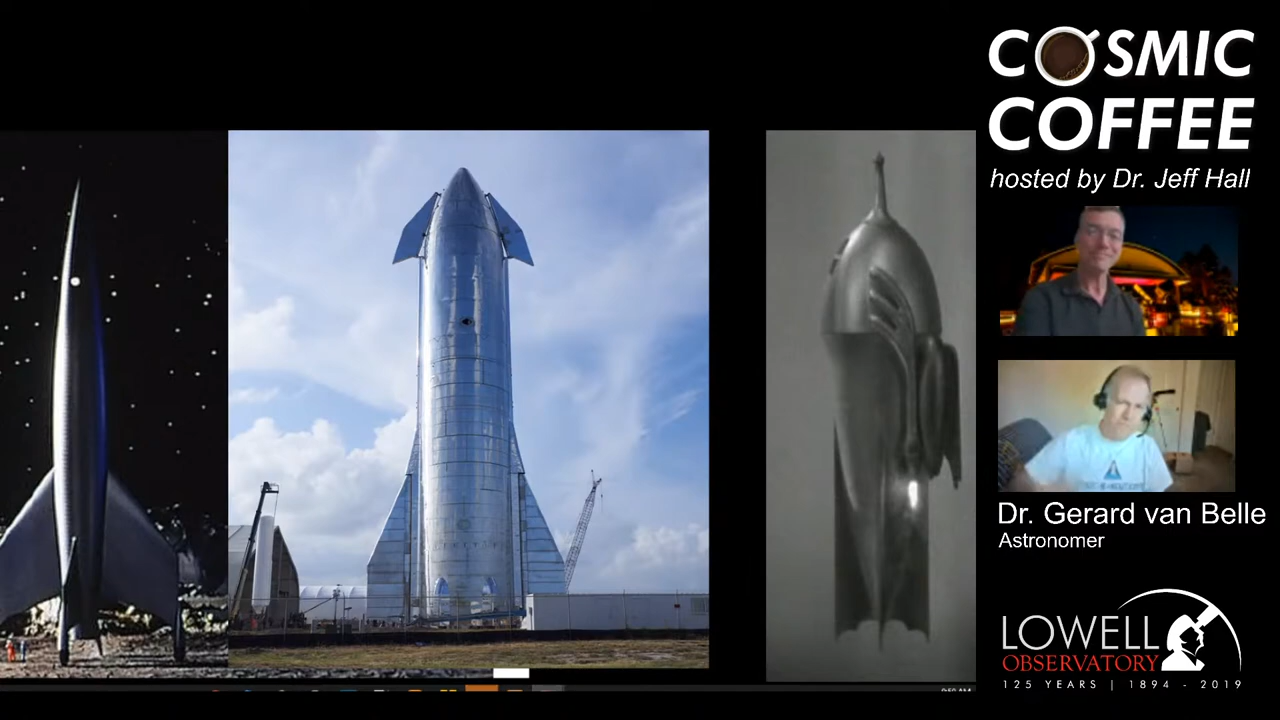 COSMIC
COFFEE
hosted by Dr. Jeff Hall
Dr. Gerard van Belle
Astronomer
LOWELL
OBSERVATORY
125 YEARS | 1894 - 2019